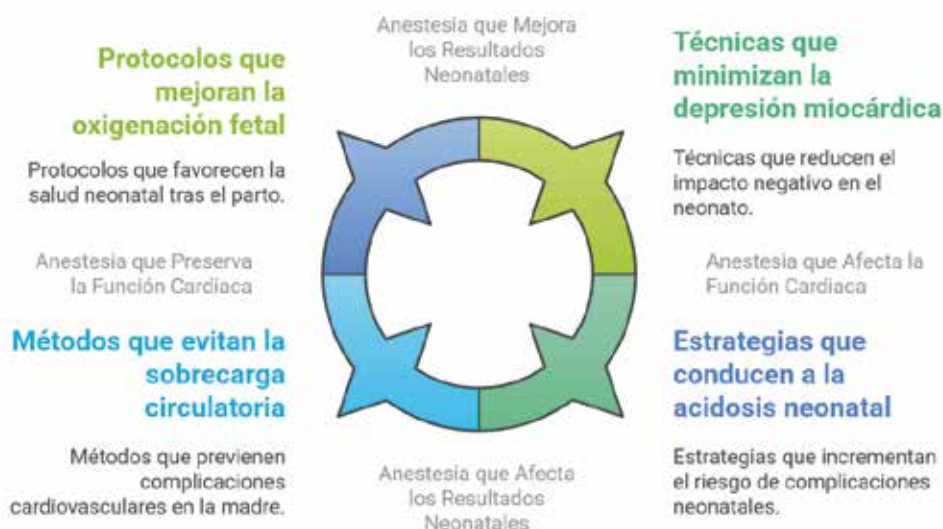 Anestesia que Mejora
los Resultados
Neonatales
Protocolos que
mejoran la
oxigenación fetal
Protocolos que favorecen la
salud neonatal tras el parto.
Técnicas que
minimizan la
depresión miocárdica
Técnicas que reducen el
impacto negativo en el
neonato.
Anestesia que Preserva
la Función Cardiaca
Anestesia que Afecta la
Función Cardiaca
Métodos que evitan la
sobrecarga
circulatoria
Métodos que previenen
complicaciones
cardiovasculares en la madre.
Estrategias que
conducen a la
acidosis neonatal
Estrategias que incrementan
el riesgo de complicaciones
neonatales.
Anestesia que Afecta
los Resultados
Neonatales